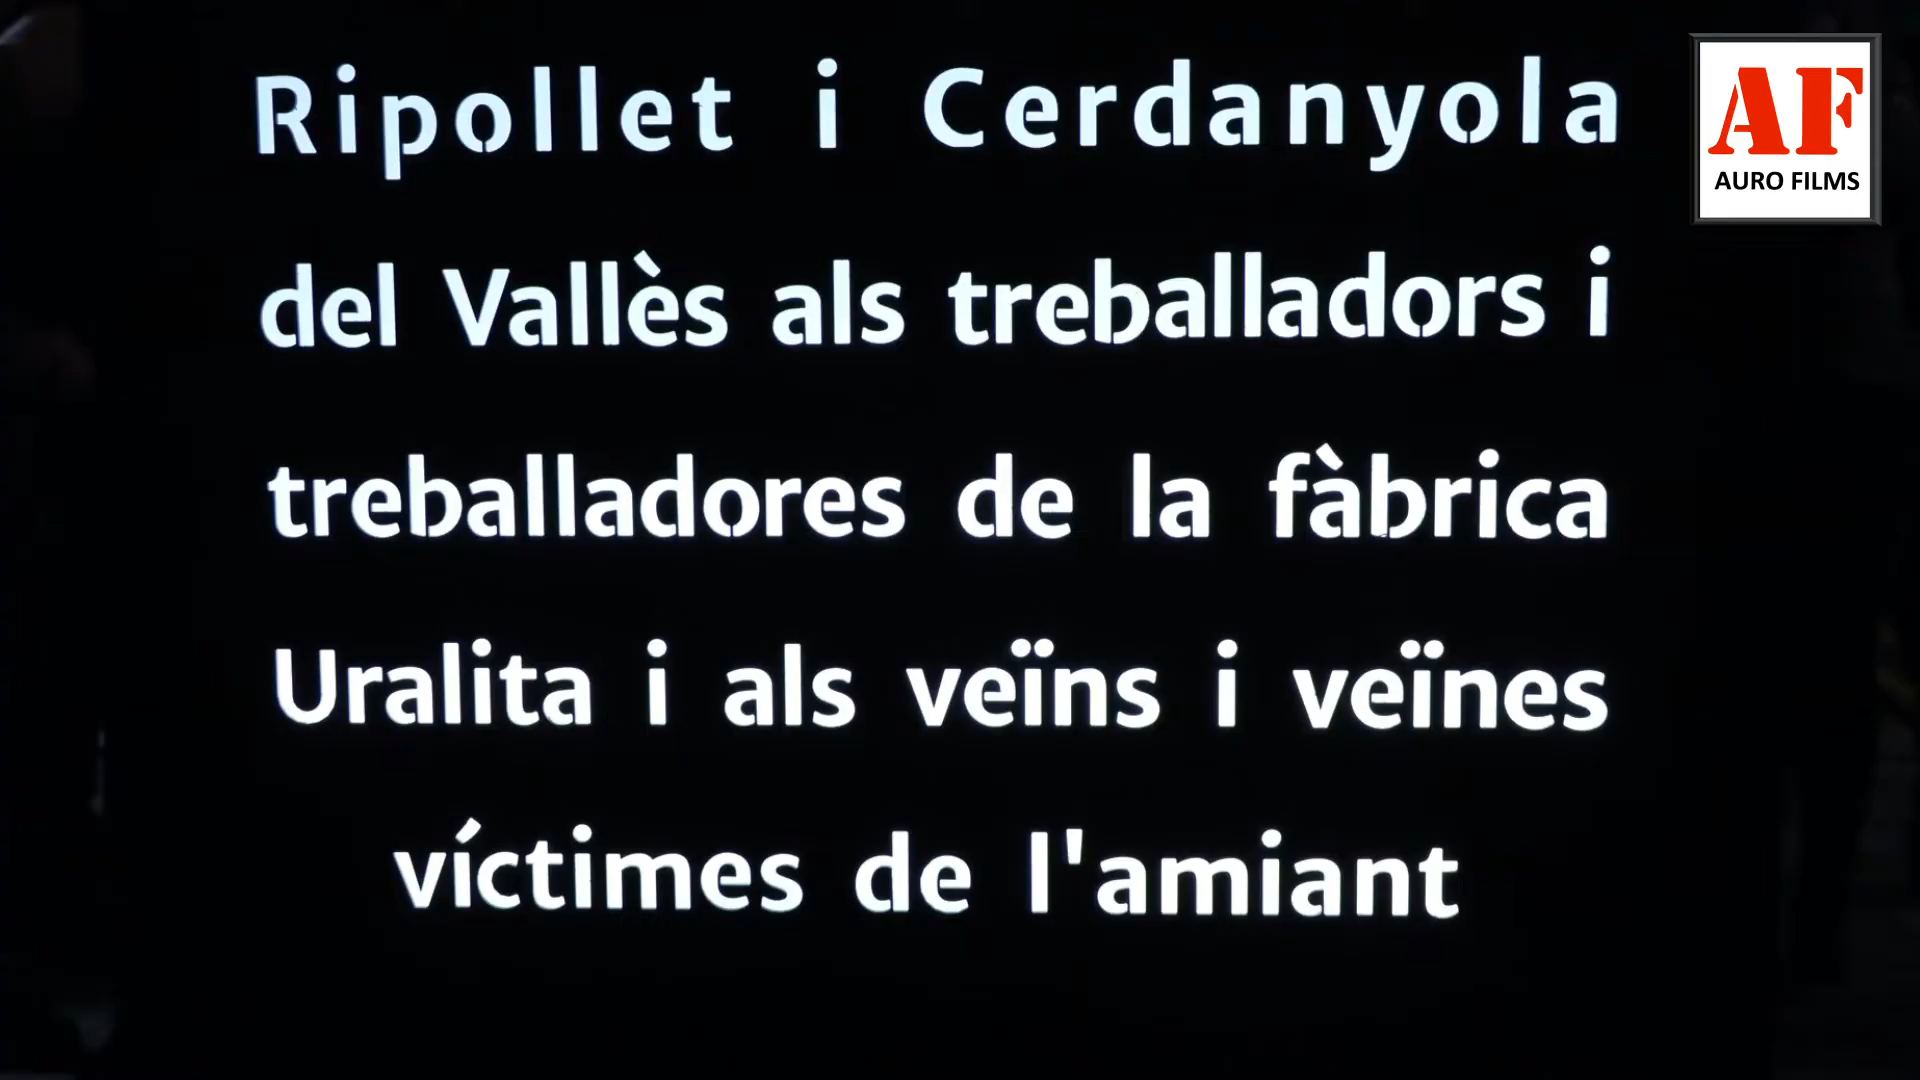 Ripollet i Cerdanyola
del Vallès als treballadors i
treballadores de la fàbrica
Uralita i als veïns i veïnes
víctimes de l'amiant
AF
AURO FILMS